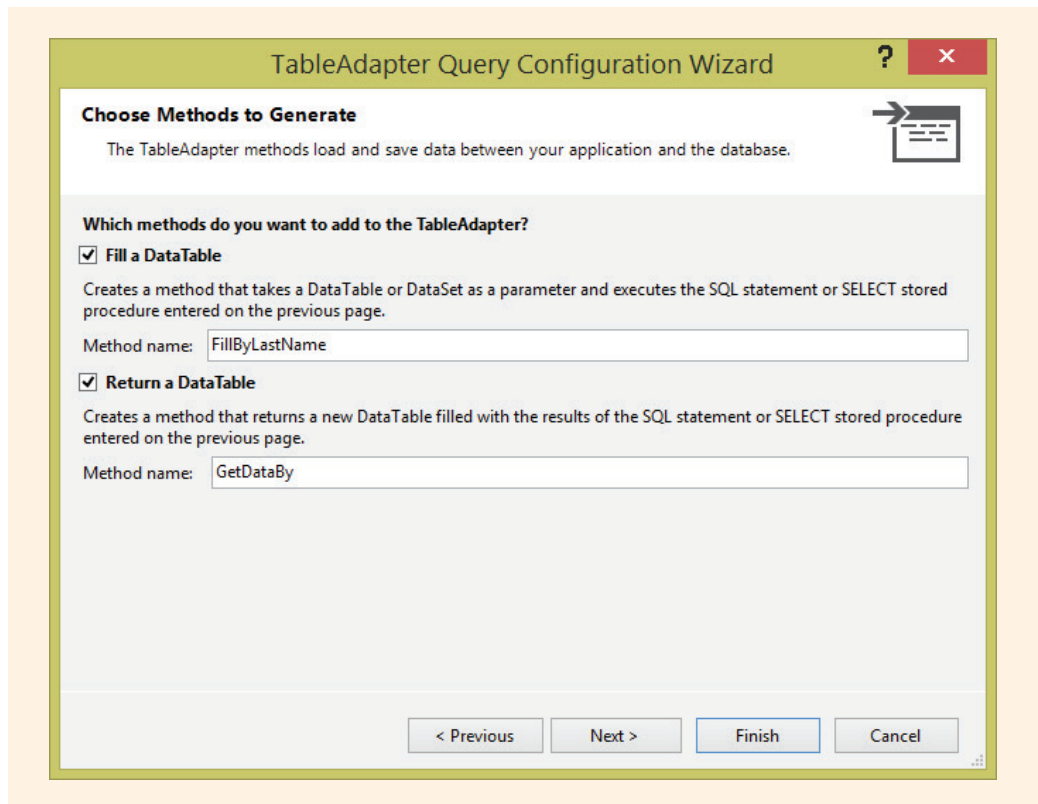 TableAdapter Query Configuration Wizard ? ×
Choose Methods to Generate
The TableAdapter methods load and save data between your application and the database.
Which methods do you want to add to the TableAdapter?
Fill a DataTable
Creates a method that takes a DataTable or DataSet as a parameter and executes the SQL statement or SELECT stored
procedure entered on the previous page.
Method name: FillByLastName
Return a DataTable
Creates a method that returns a new DataTable filled with the results of the SQL statement or SELECT stored procedure
entered on the previous page.
Method name: GetDataBy
< Previous Next > Finish Cancel